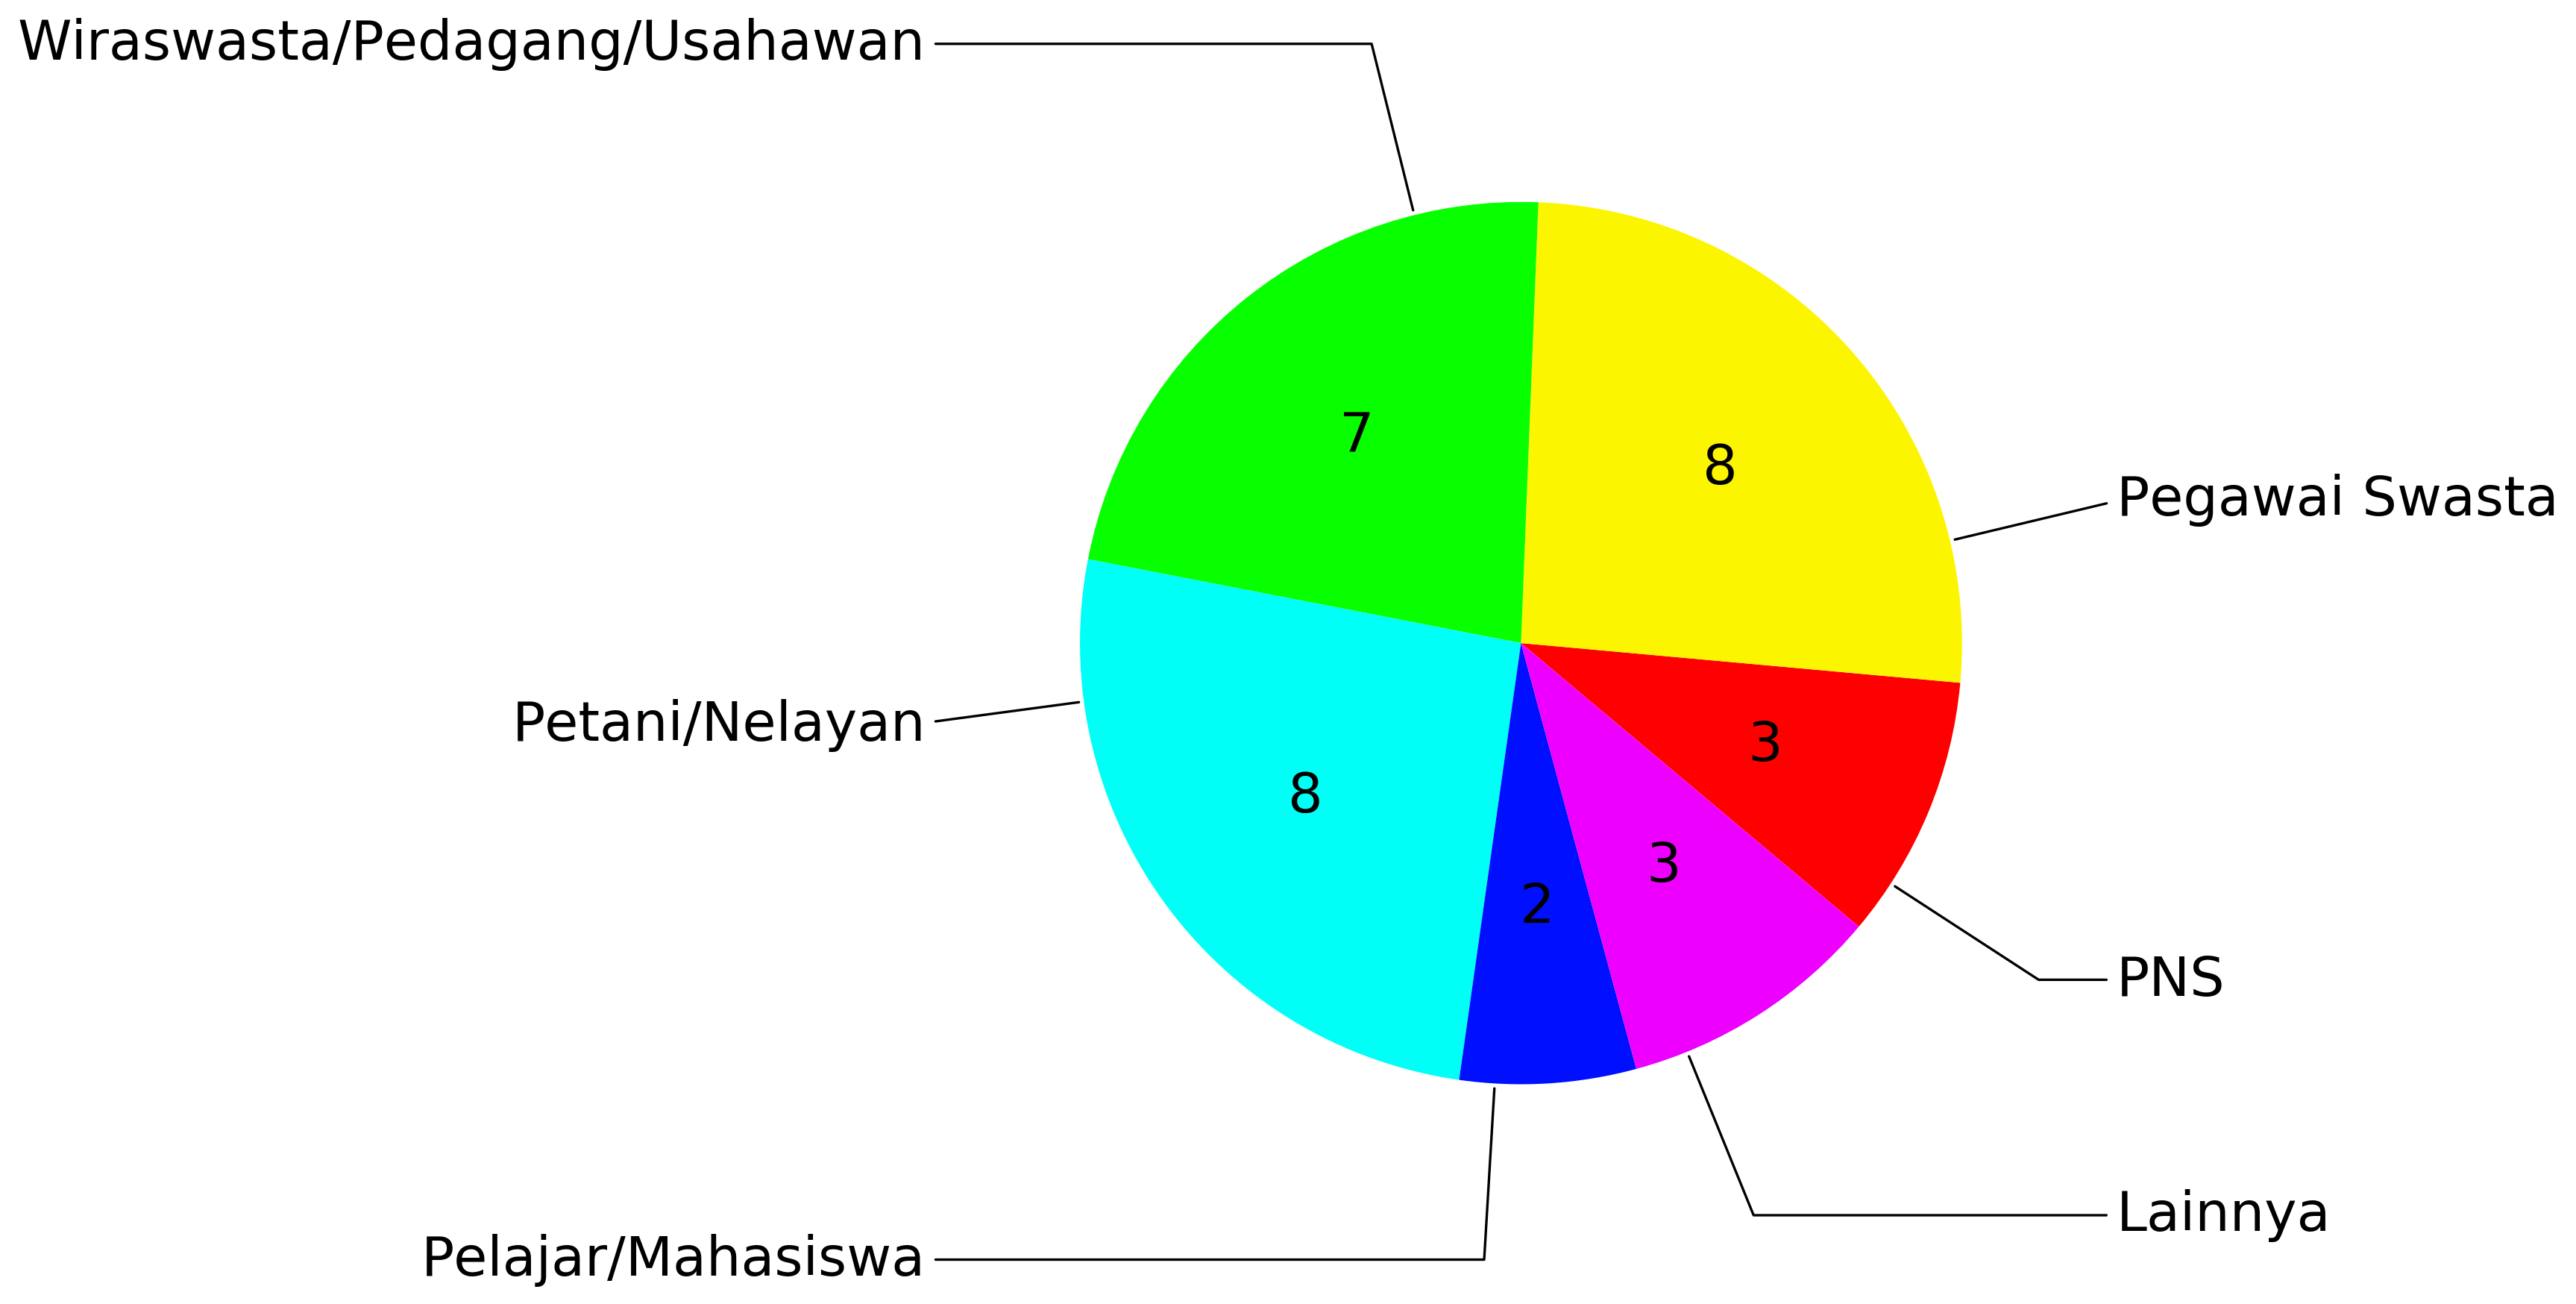 Wiraswasta/Pedagang/Usahawan
7
8
Pegawai Swasta
Petani/Nelayan
3
8
3
2
PNS
Lainnya
Pelajar/Mahasiswa